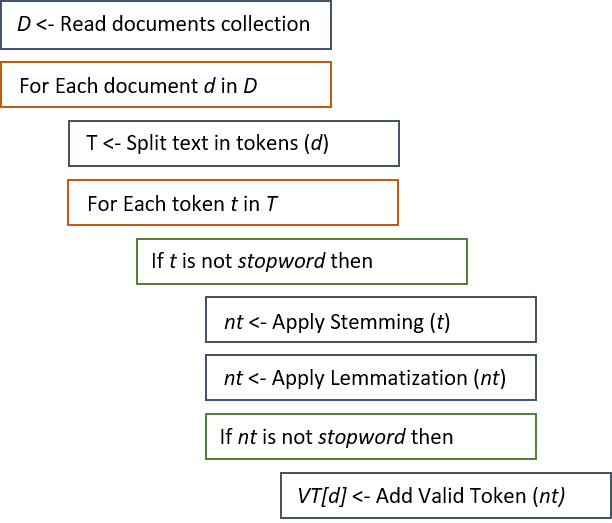 D <- Read documents collection
For Each document d in D
T <- Split text in tokens (d)
For Each token t in T
If t is not stopword then
nt <- Apply Stemming (t)
nt <- Apply Lemmatization (nt)
If nt is not stopword then
VT[d] <- Add Valid Token (nt)